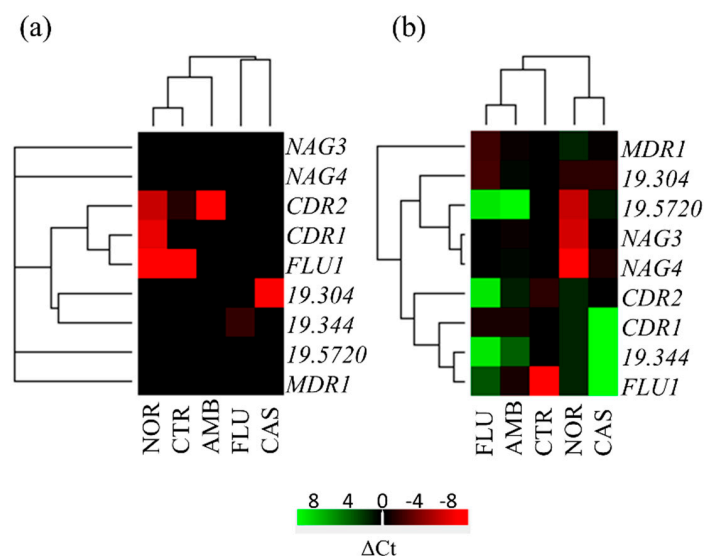 (a)
NAG3
NAG4
CDR2
CDR1
FLU1
19.304
19.344
19.5720
MDR1
NOR CTR AMB FLU CAS
(b)
MDR1
19.304
19.5720
NAG3
NAG4
CDR2
CDR1
19.344
FLU1
FLU AMB CTR NOR CAS
8 4 0 -4 -8
ΔCt